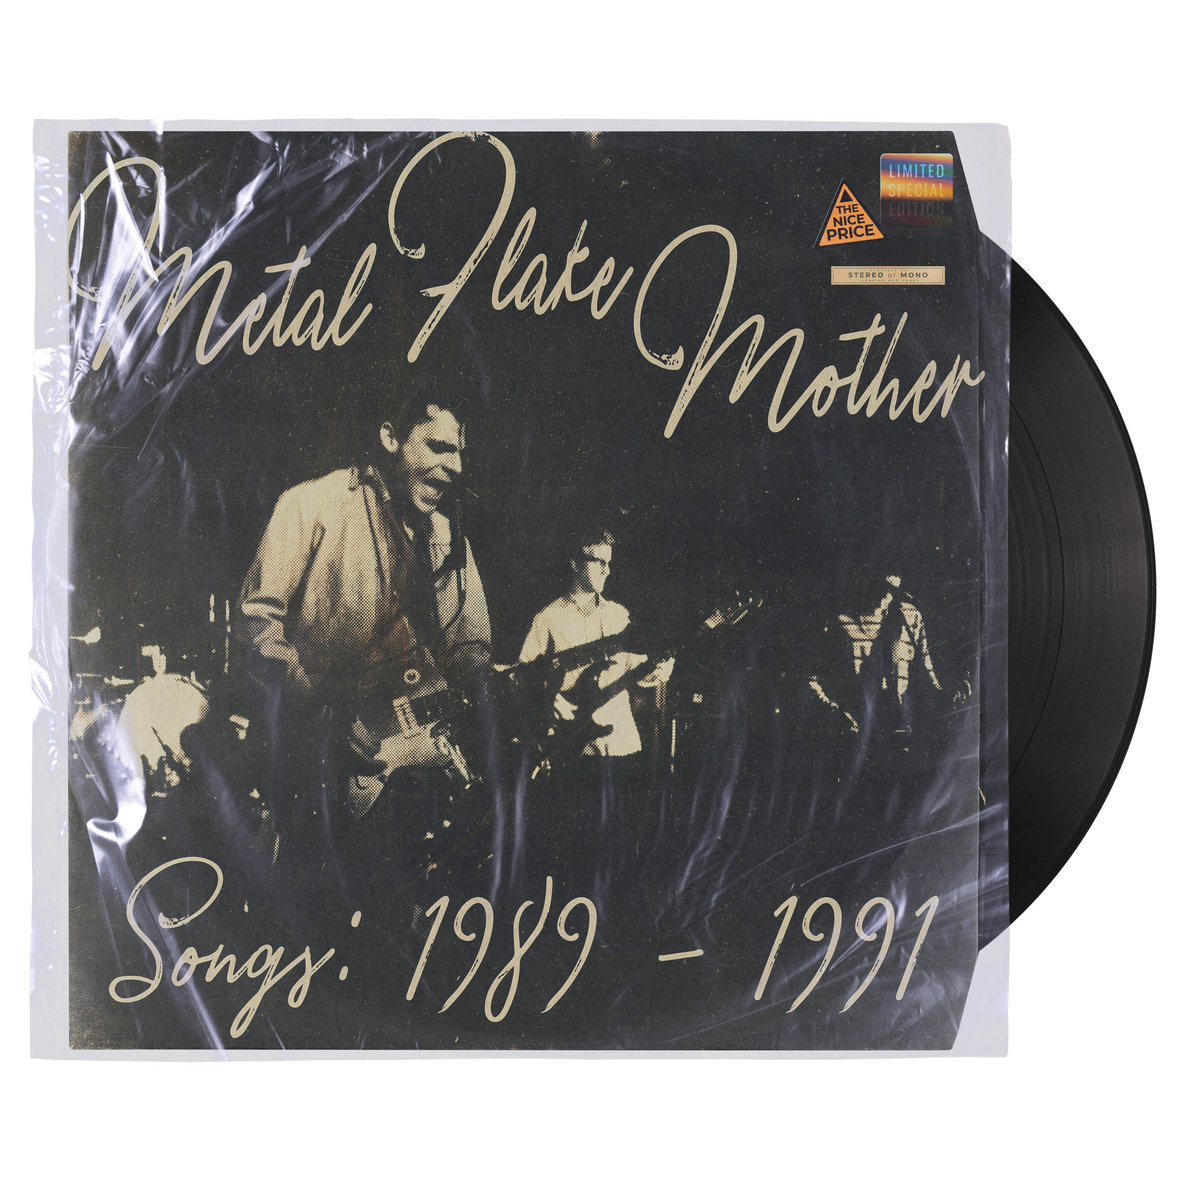 Metal Flake Mother
LIMITED
SPECIAL
EDITION
THE
NICE
PRICE
STEREO or MONO
Songs: 1989 - 1991